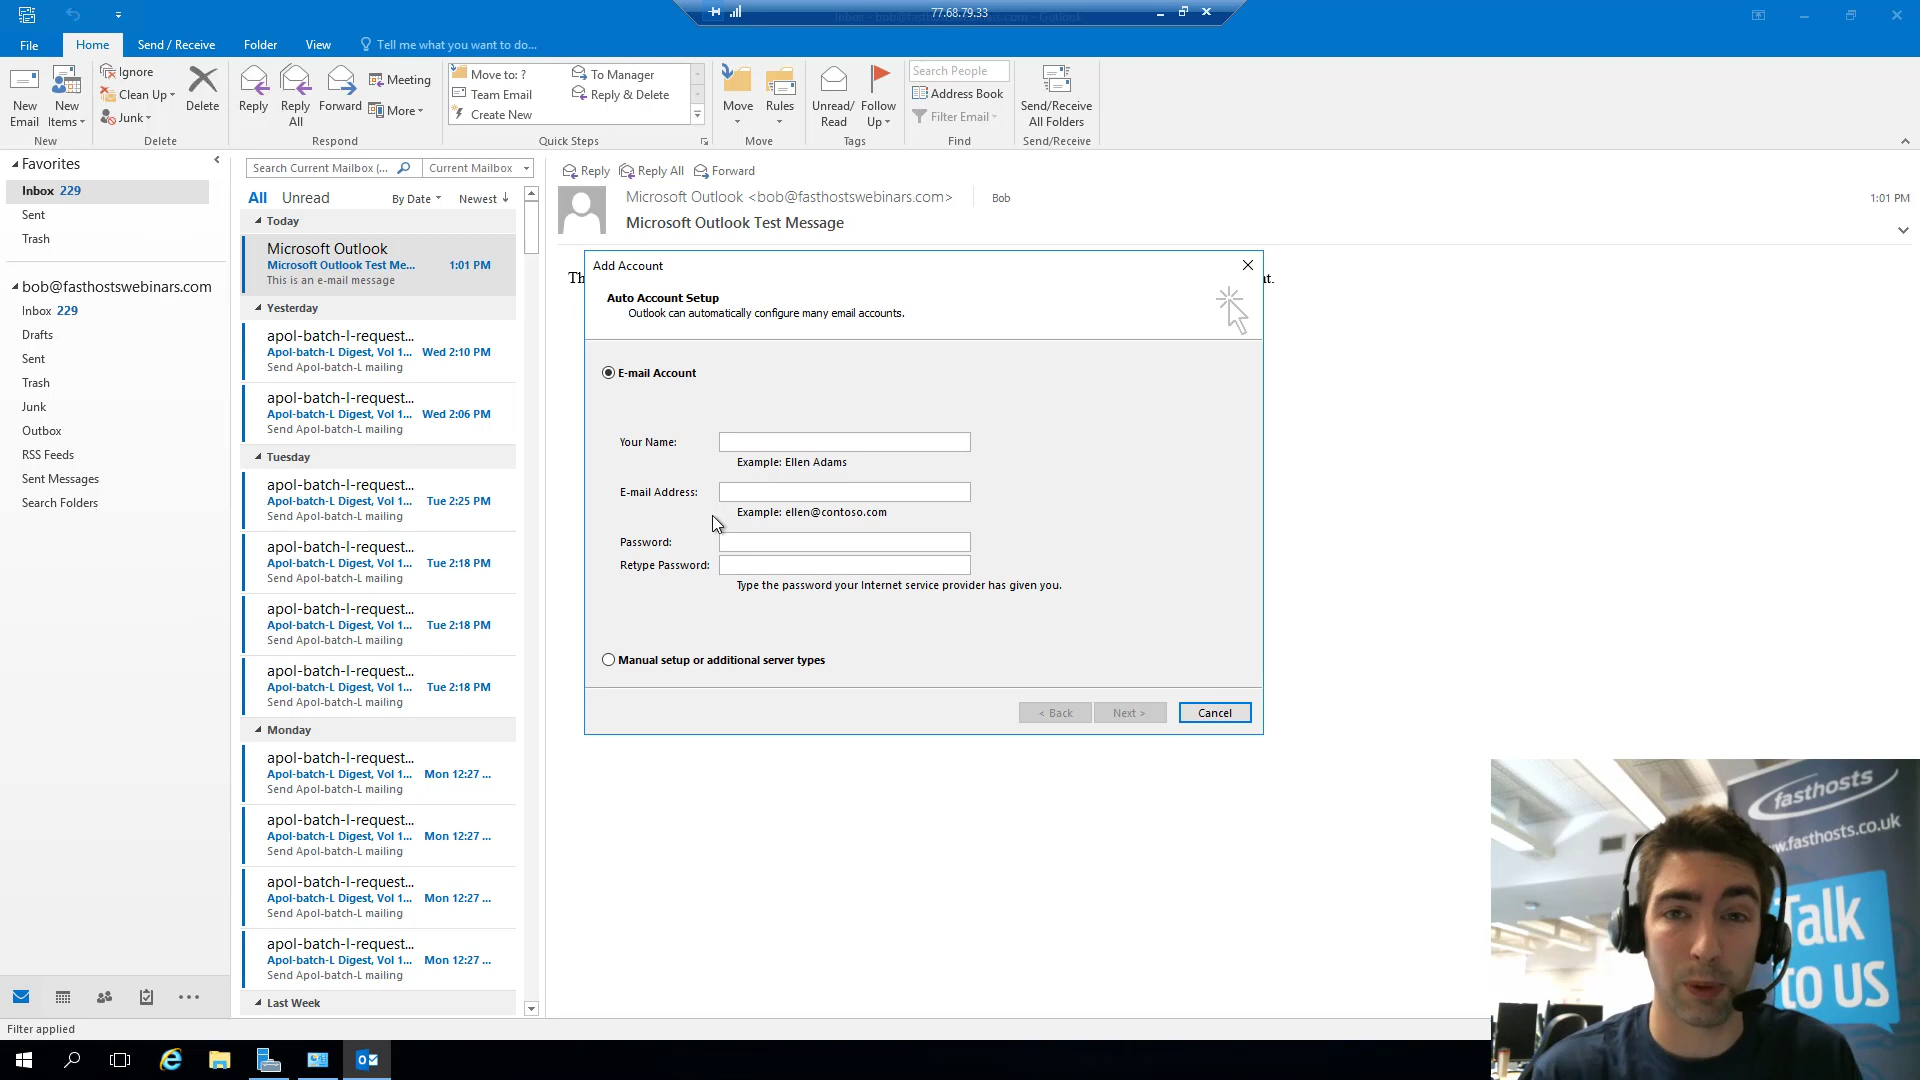 77.68.79.33
File Home Send / Receive Folder View Tell me what you want to do...
New Email
New Items
New
Ignore
Clean Up
Junk
Delete
Delete
Reply
Reply All
Forward
Meeting
More
Respond
Move to: ?
Team Email
Create New
To Manager
Reply & Delete
Quick Steps
Move
Rules
Move
Unread/ Read
Follow Up
Tags
Search People
Address Book
Filter Email
Find
Send/Receive All Folders
Send/Receive
Favorites
Inbox 229
Sent
Trash
bob@fasthostswebinars.com
Inbox 229
Drafts
Sent
Trash
Junk
Outbox
RSS Feeds
Sent Messages
Search Folders
Search Current Mailbox (... Current Mailbox
All Unread By Date Newest
Today
Microsoft Outlook
Microsoft Outlook Test Me... 1:01 PM
This is an e-mail message
Yesterday
apol-batch-l-request...
Apol-batch-L Digest, Vol 1... Wed 2:10 PM
Send Apol-batch-L mailing
apol-batch-l-request...
Apol-batch-L Digest, Vol 1... Wed 2:06 PM
Send Apol-batch-L mailing
Tuesday
apol-batch-l-request...
Apol-batch-L Digest, Vol 1... Tue 2:25 PM
Send Apol-batch-L mailing
apol-batch-l-request...
Apol-batch-L Digest, Vol 1... Tue 2:18 PM
Send Apol-batch-L mailing
apol-batch-l-request...
Apol-batch-L Digest, Vol 1... Tue 2:18 PM
Send Apol-batch-L mailing
apol-batch-l-request...
Apol-batch-L Digest, Vol 1... Tue 2:18 PM
Send Apol-batch-L mailing
Monday
apol-batch-l-request...
Apol-batch-L Digest, Vol 1... Mon 12:27 ...
Send Apol-batch-L mailing
apol-batch-l-request...
Apol-batch-L Digest, Vol 1... Mon 12:27 ...
Send Apol-batch-L mailing
apol-batch-l-request...
Apol-batch-L Digest, Vol 1... Mon 12:27 ...
Send Apol-batch-L mailing
apol-batch-l-request...
Apol-batch-L Digest, Vol 1... Mon 12:27 ...
Send Apol-batch-L mailing
Last Week
Reply Reply All Forward
Microsoft Outlook <bob@fasthostswebinars.com> Bob 1:01 PM
Microsoft Outlook Test Message
Th t.
Add Account
Auto Account Setup
Outlook can automatically configure many email accounts.
E-mail Account
Your Name:
Example: Ellen Adams
E-mail Address:
Example: ellen@contoso.com
Password:
Retype Password:
Type the password your Internet service provider has given you.
Manual setup or additional server types
< Back Next > Cancel
fasthosts
www.fasthosts.co.uk
Talk
to us
Filter applied